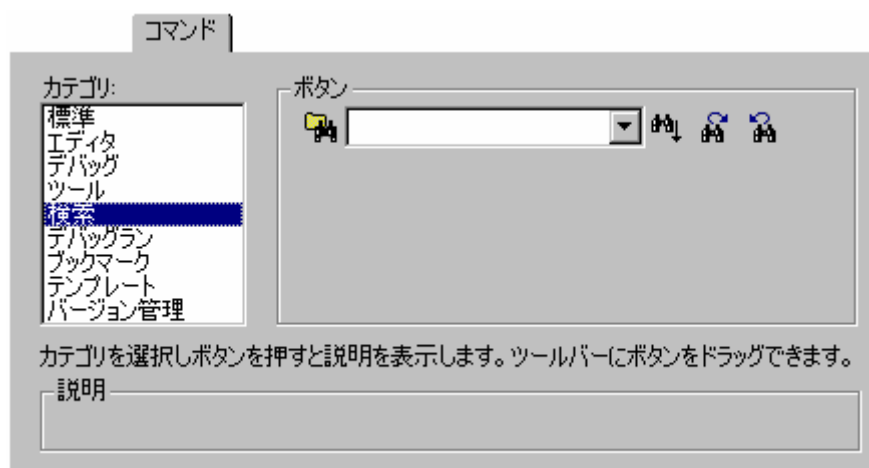 コマンド
カテゴリ:
標準
エディタ
デバッグ
ツール
検索
デバッグラン
ブックマーク
テンプレート
バージョン管理
ボタン
カテゴリを選択しボタンを押すと説明を表示します。ツールバーにボタンをドラッグできます。
説明